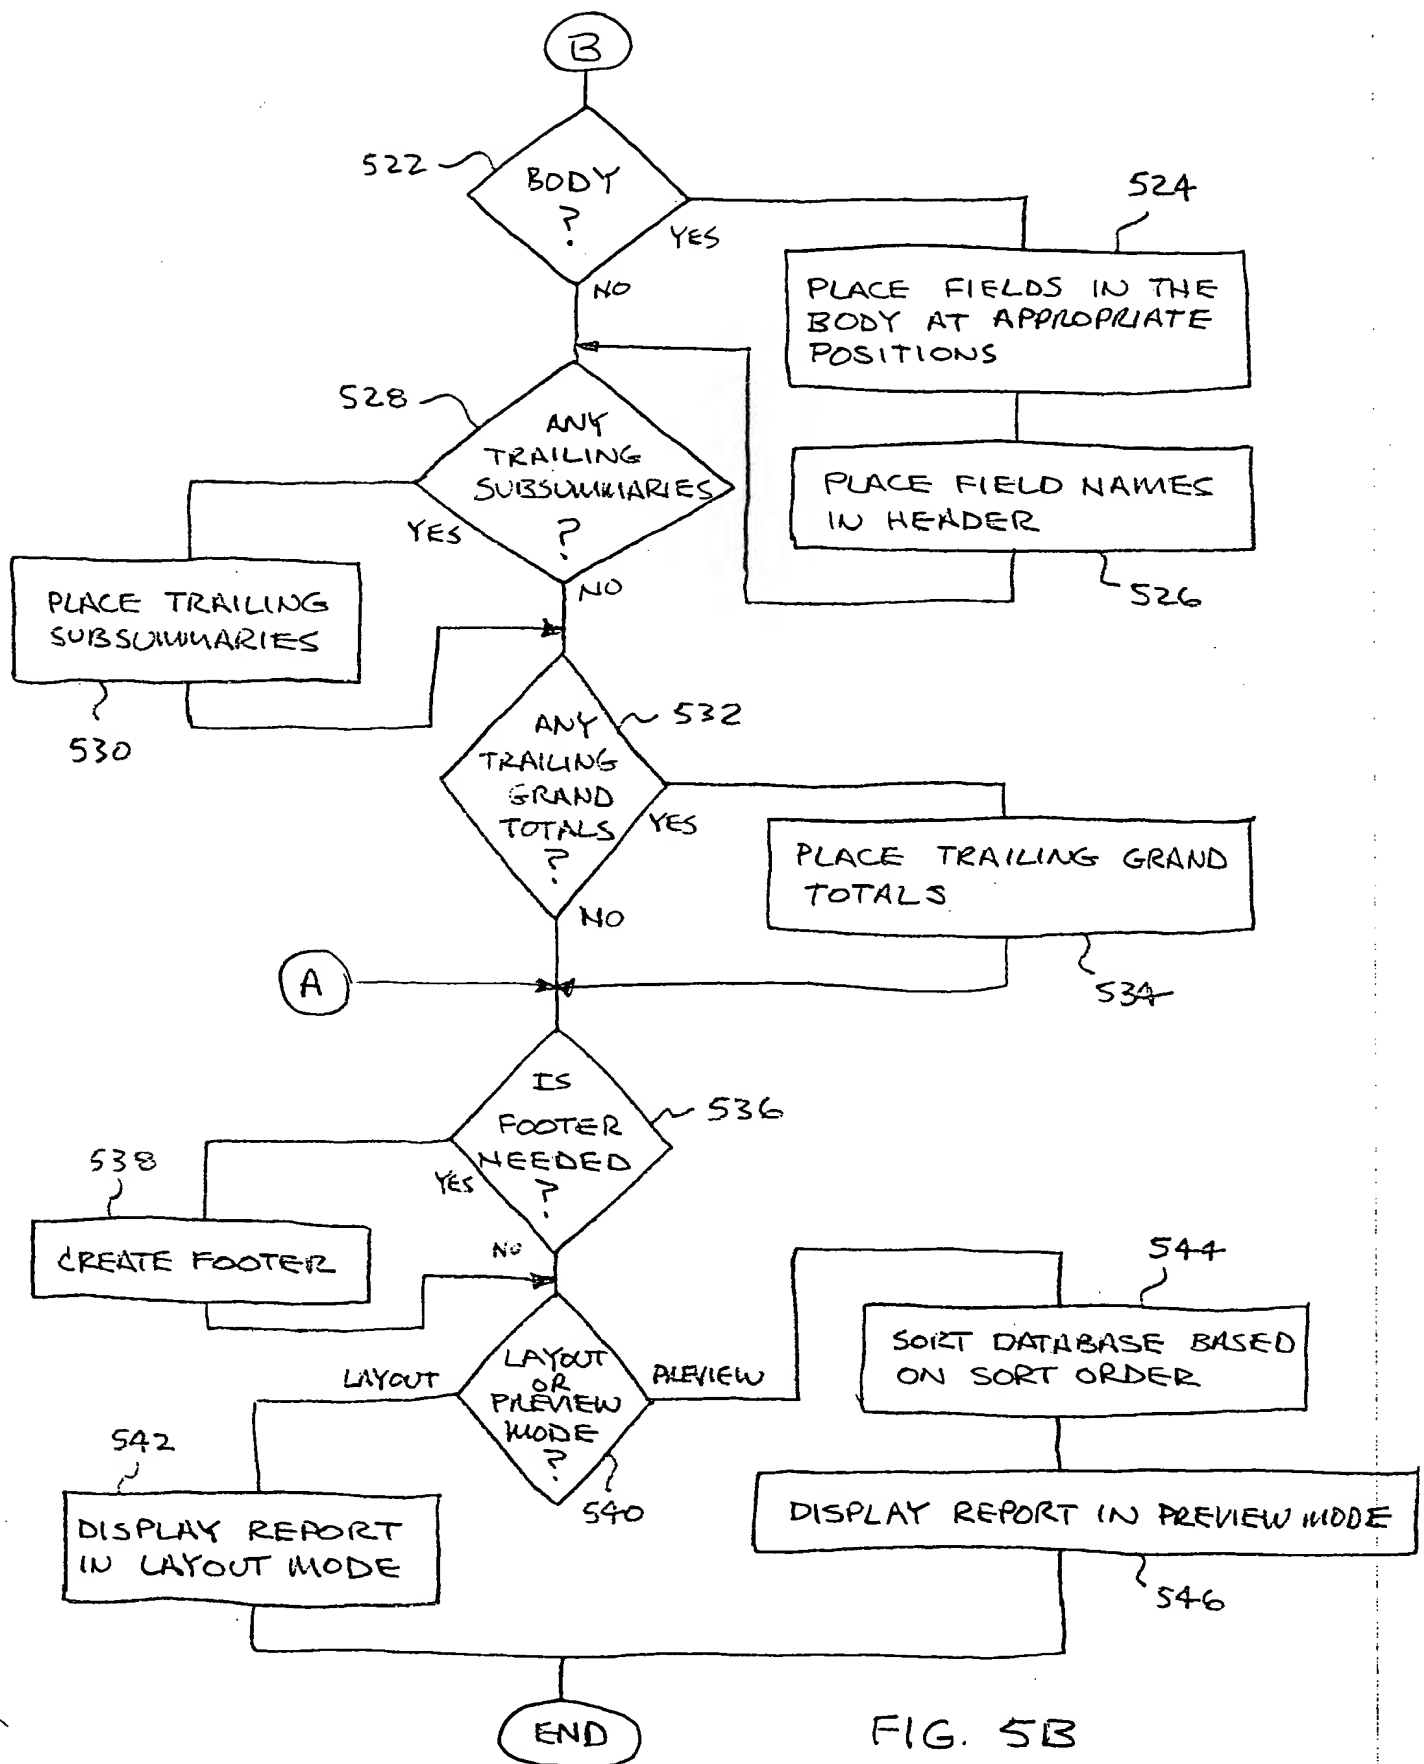 B
522
BODY
?
YES
NO
524
PLACE FIELDS IN THE
BODY AT APPROPRIATE
POSITIONS
528
ANY
TRAILING
SUBSUMMARIES
?
YES
NO
PLACE FIELD NAMES
IN HEADER
526
PLACE TRAILING
SUBSUMMARIES
530
532
ANY
TRAILING
GRAND
TOTALS
?
YES
NO
PLACE TRAILING GRAND
TOTALS
534
A
IS
FOOTER
NEEDED
?
536
YES
NO
538
CREATE FOOTER
544
SORT DATABASE BASED
ON SORT ORDER
LAYOUT
LAYOUT
OR
PREVIEW
MODE
?
PREVIEW
540
542
DISPLAY REPORT
IN LAYOUT MODE
DISPLAY REPORT IN PREVIEW MODE
546
END
FIG. 5B